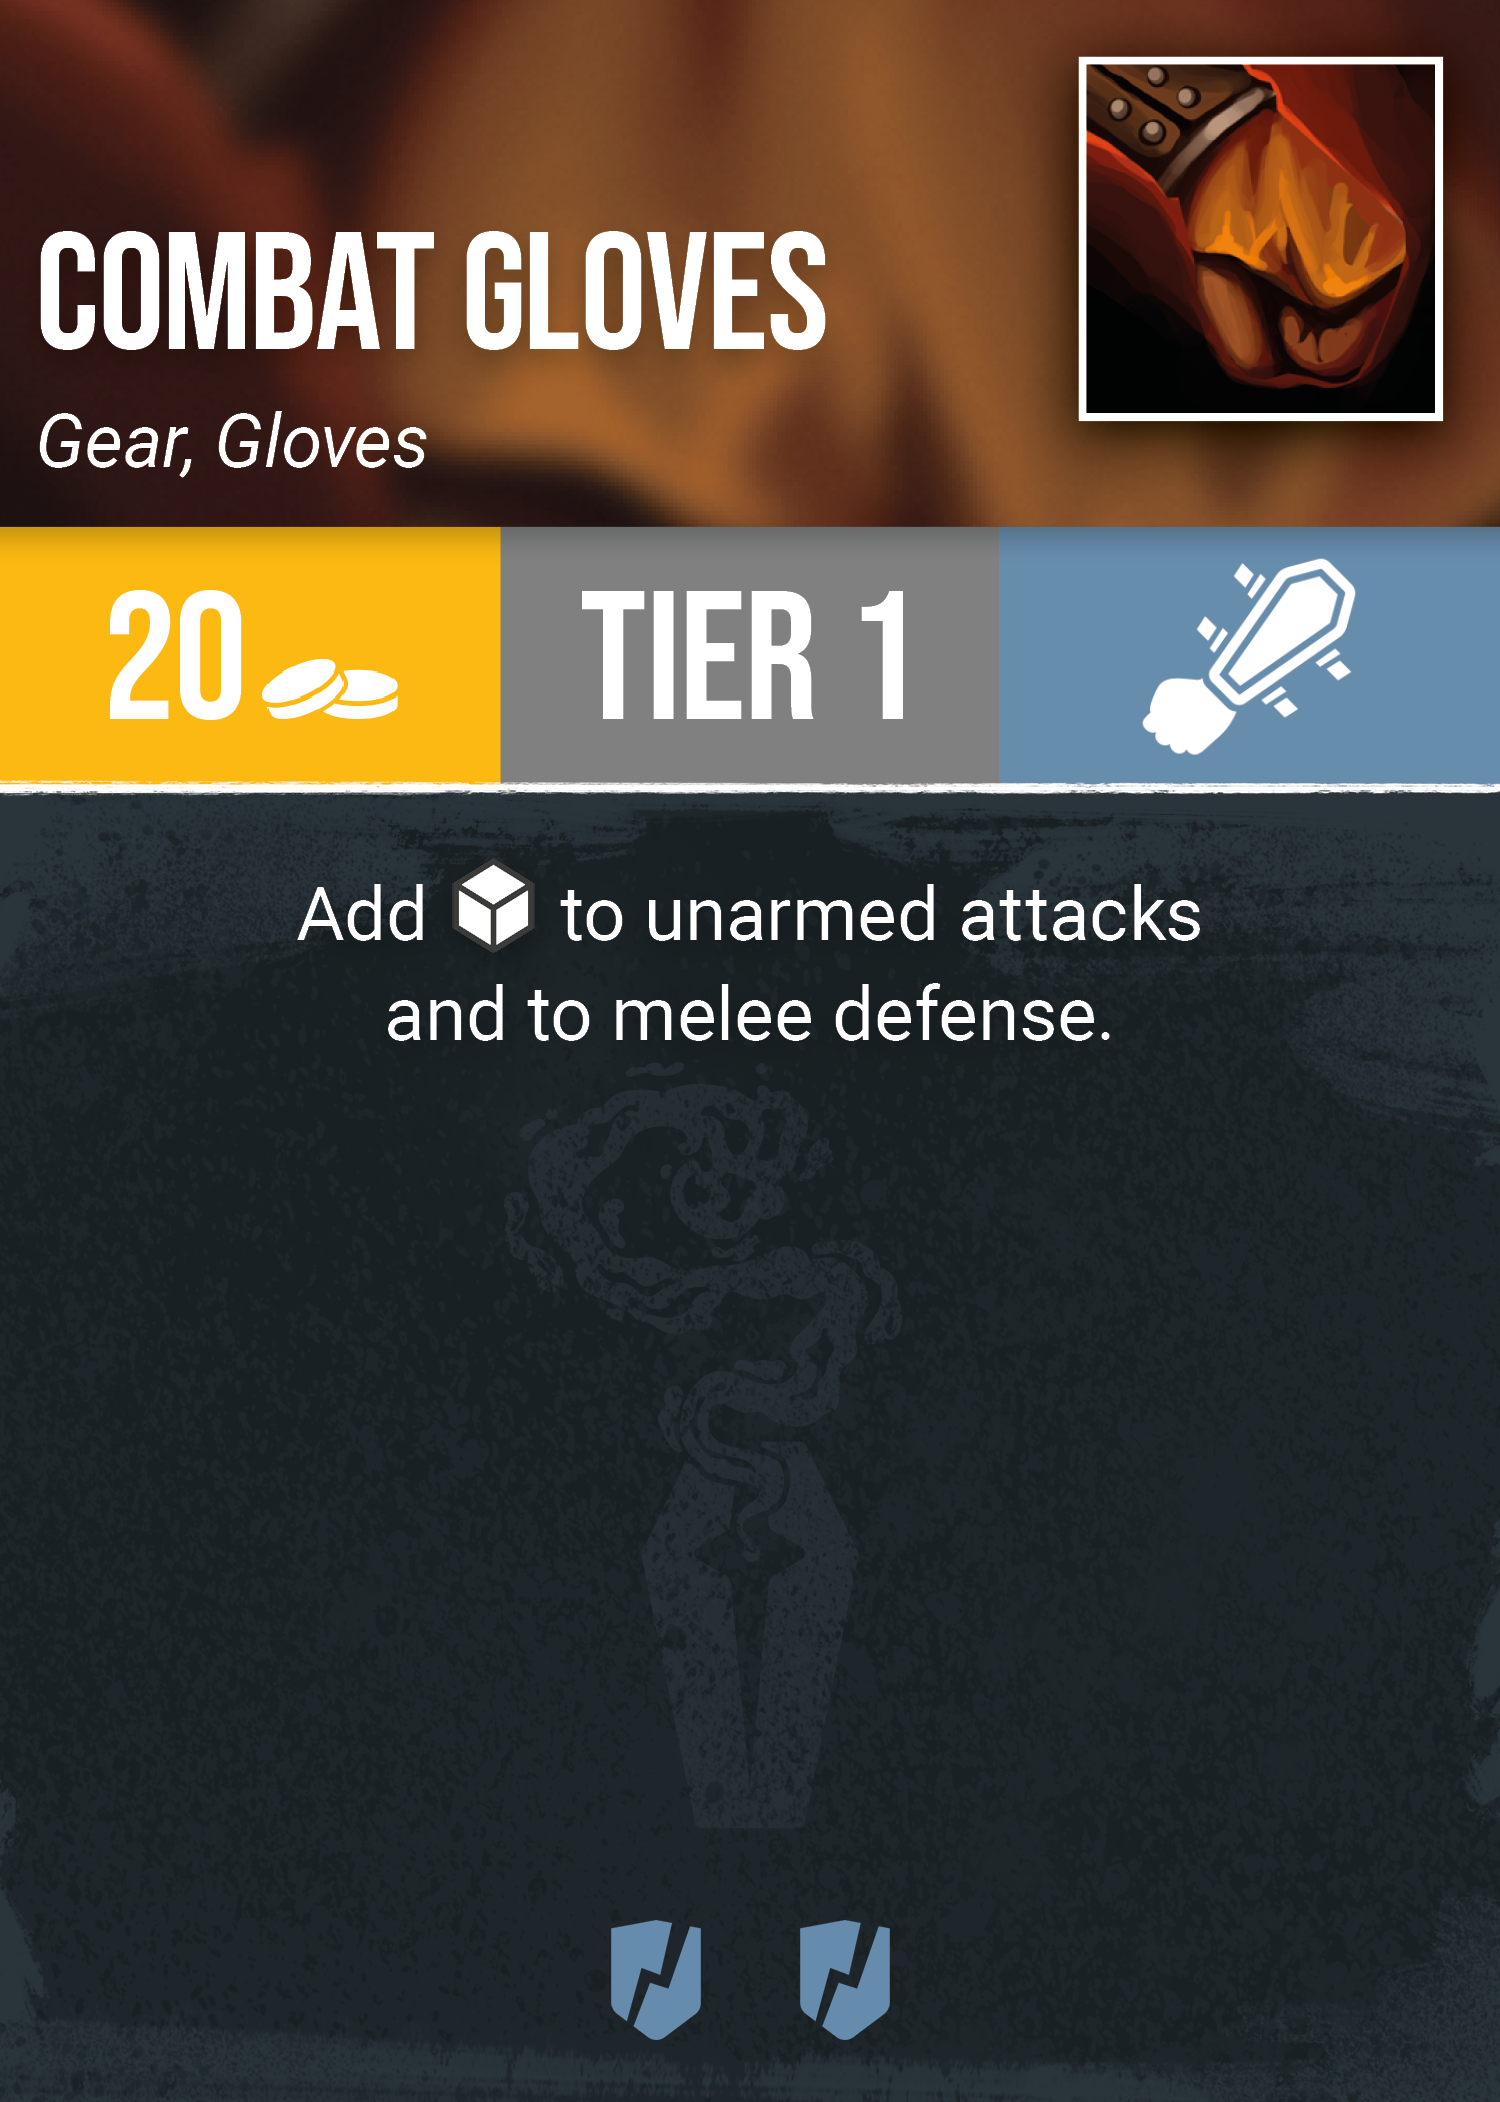 COMBAT GLOVES
Gear, Gloves
20
TIER 1
Add to unarmed attacks
and to melee defense.